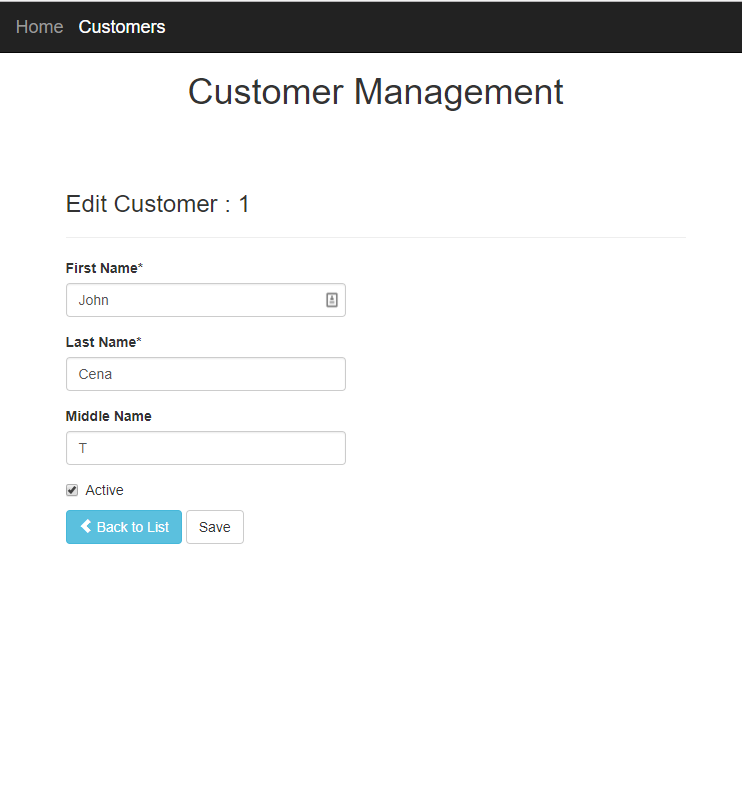 Home Customers
Customer Management
Edit Customer : 1
First Name*
John
Last Name*
Cena
Middle Name
T
Active
Back to List Save